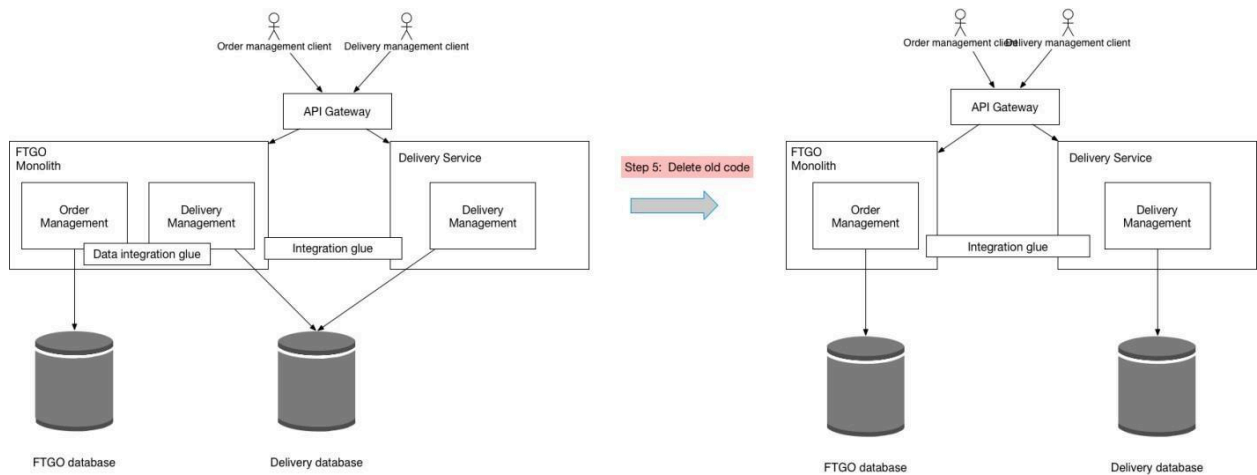 Order management client
Delivery management client
API Gateway
FTGO
Monolith
Delivery Service
Order
Management
Delivery
Management
Delivery
Management
Data integration glue
Integration glue
FTGO database
Delivery database
Step 5: Delete old code
Order management client
Delivery management client
API Gateway
FTGO
Monolith
Delivery Service
Order
Management
Delivery
Management
Integration glue
FTGO database
Delivery database